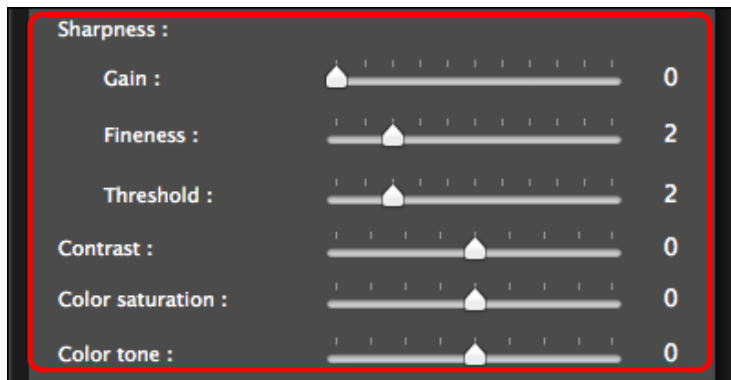 Sharpness :
Gain : 0
Fineness : 2
Threshold : 2
Contrast : 0
Color saturation : 0
Color tone : 0